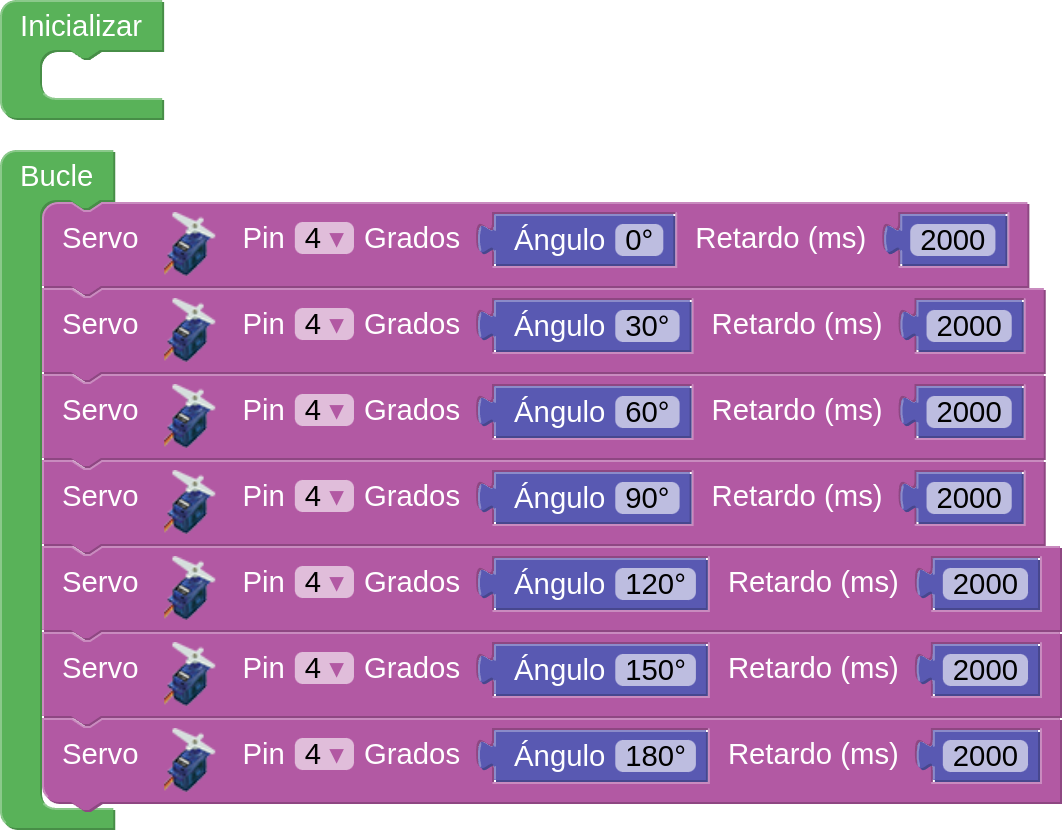 Inicializar
Bucle
Servo Pin 4 ▼ Grados Ángulo 0° Retardo (ms) 2000
Servo Pin 4 ▼ Grados Ángulo 30° Retardo (ms) 2000
Servo Pin 4 ▼ Grados Ángulo 60° Retardo (ms) 2000
Servo Pin 4 ▼ Grados Ángulo 90° Retardo (ms) 2000
Servo Pin 4 ▼ Grados Ángulo 120° Retardo (ms) 2000
Servo Pin 4 ▼ Grados Ángulo 150° Retardo (ms) 2000
Servo Pin 4 ▼ Grados Ángulo 180° Retardo (ms) 2000